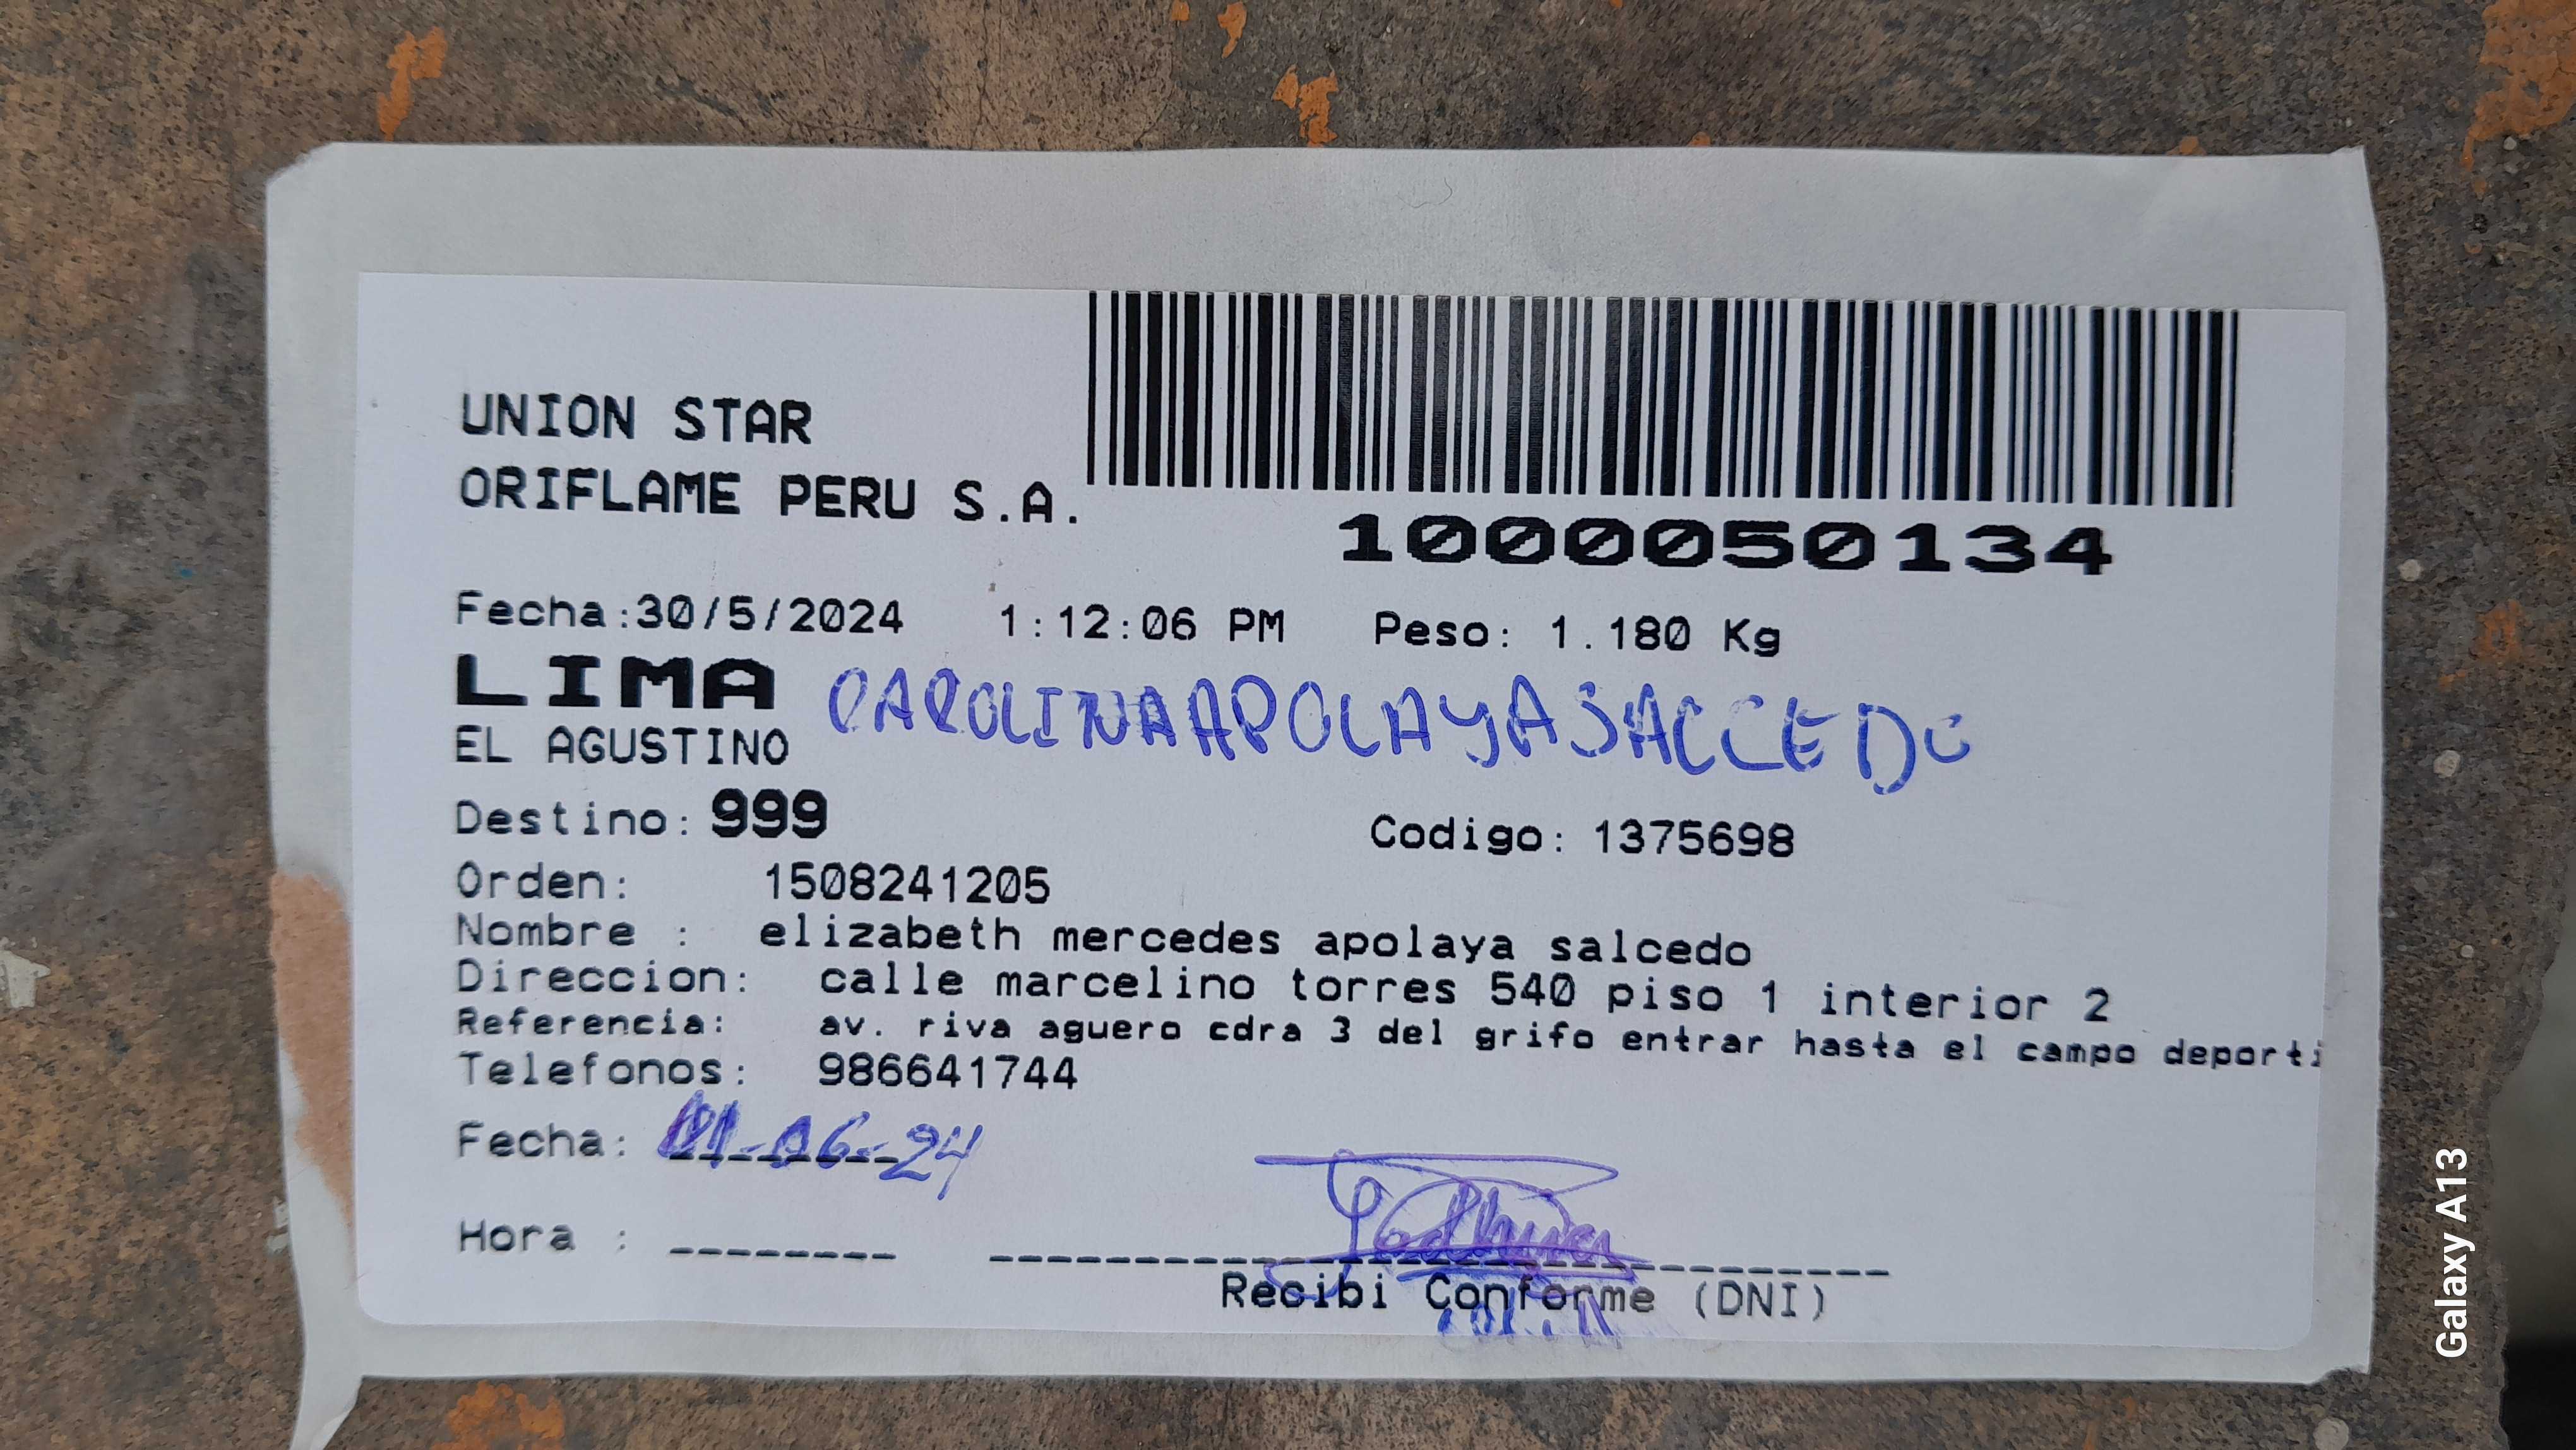 UNION STAR
ORIFLAME PERU S.A.
1000050134
Fecha:30/5/2024 1:12:06 PM Peso: 1.180 Kg
LIMA CAROLINA APOLAYA SALCEDO
EL AGUSTINO
Destino: 999 Codigo: 1375698
Orden: 1508241205
Nombre : elizabeth mercedes apolaya salcedo
Direccion: calle marcelino torres 540 piso 1 interior 2
Referencia: av. riva aguero cdra 3 del grifo entrar hasta el campo deporti
Telefonos: 986641744
Fecha: 01-06-24
Hora :
Recibi Conforme (DNI)
Galaxy A13